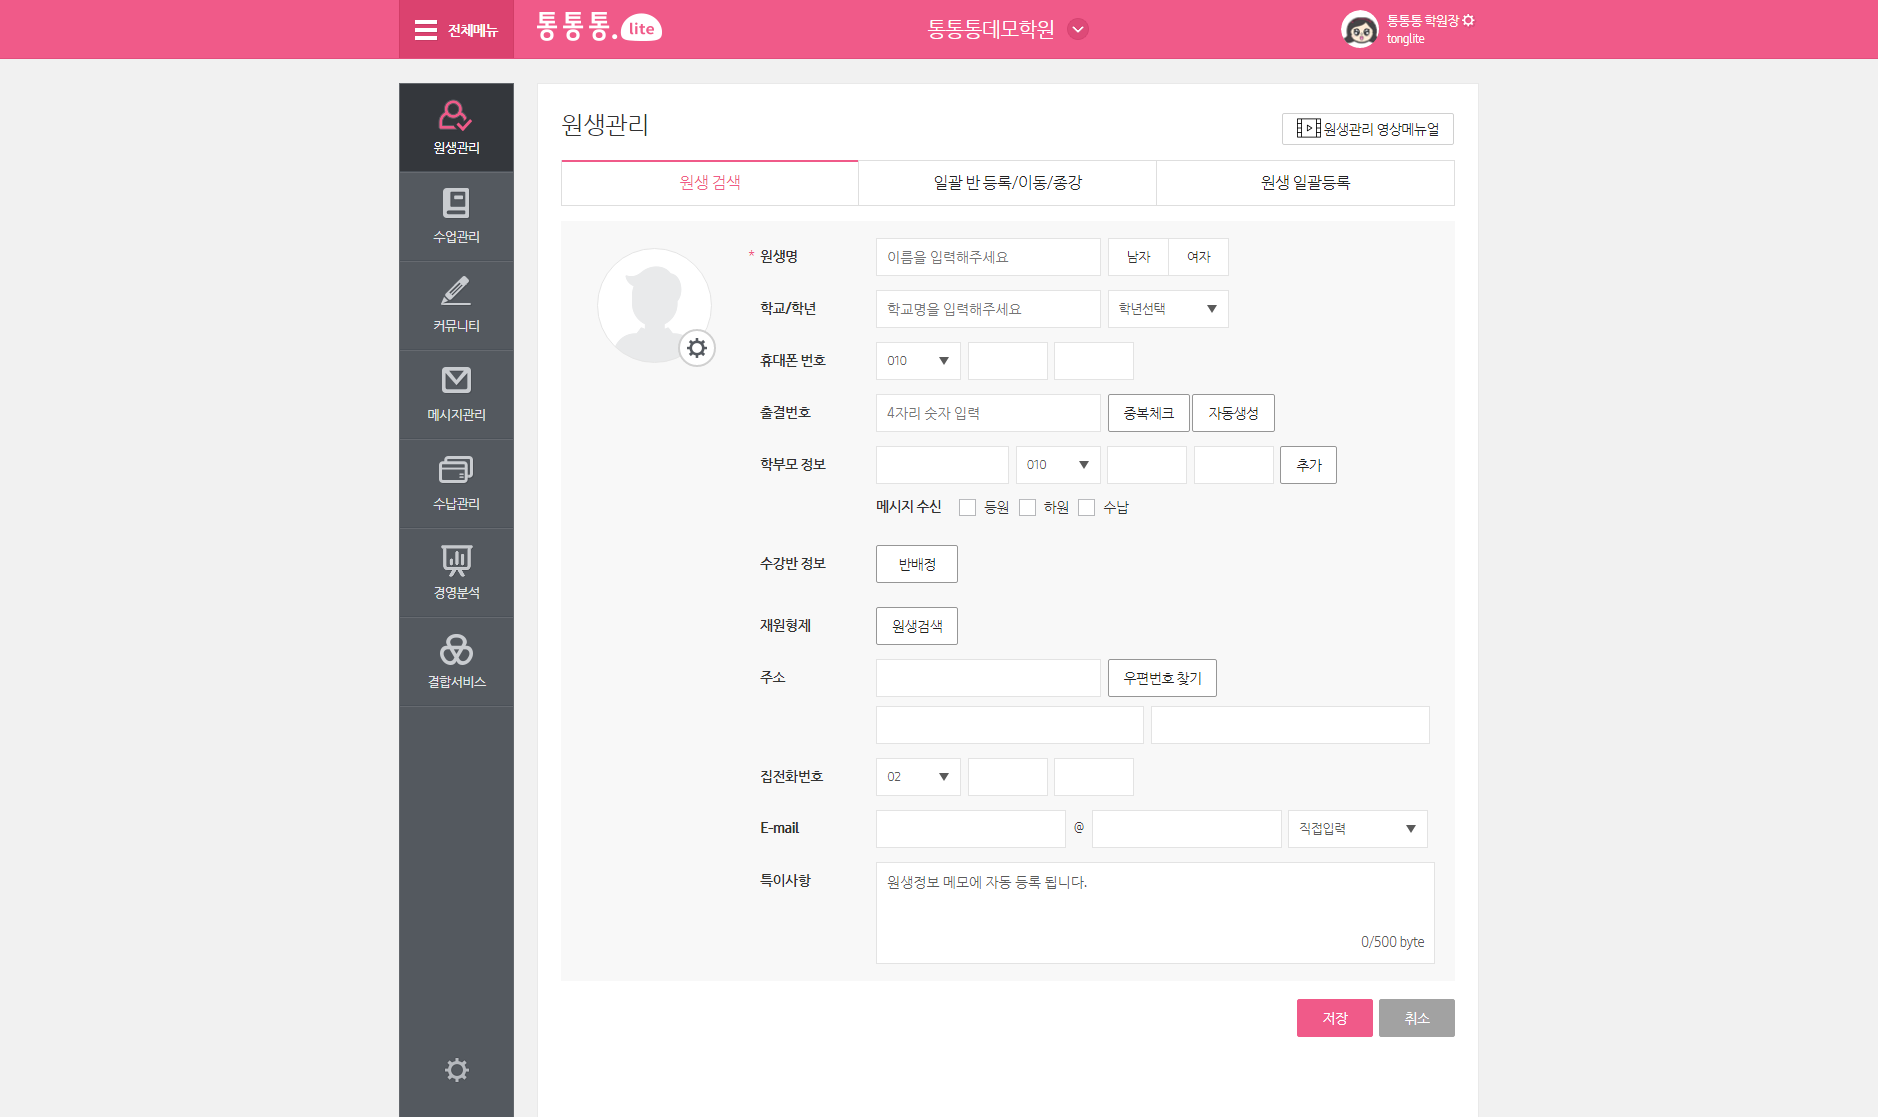 전체메뉴
통통통.lite
통통통데모학원
통통통 학원장
tonglite
원생관리
수업관리
커뮤니티
메시지관리
수납관리
경영분석
결합서비스
원생관리
원생관리 영상메뉴얼
원생 검색
일괄 반 등록/이동/종강
원생 일괄등록
* 원생명
이름을 입력해주세요
남자
여자
학교/학년
학교명을 입력해주세요
학년선택
휴대폰 번호
010
출결번호
4자리 숫자 입력
중복체크
자동생성
학부모 정보
010
추가
메시지 수신
등원
하원
수납
수강반 정보
반배정
재원형제
원생검색
주소
우편번호 찾기
집전화번호
02
E-mail
@
직접입력
특이사항
원생정보 메모에 자동 등록 됩니다.
0/500 byte
저장
취소